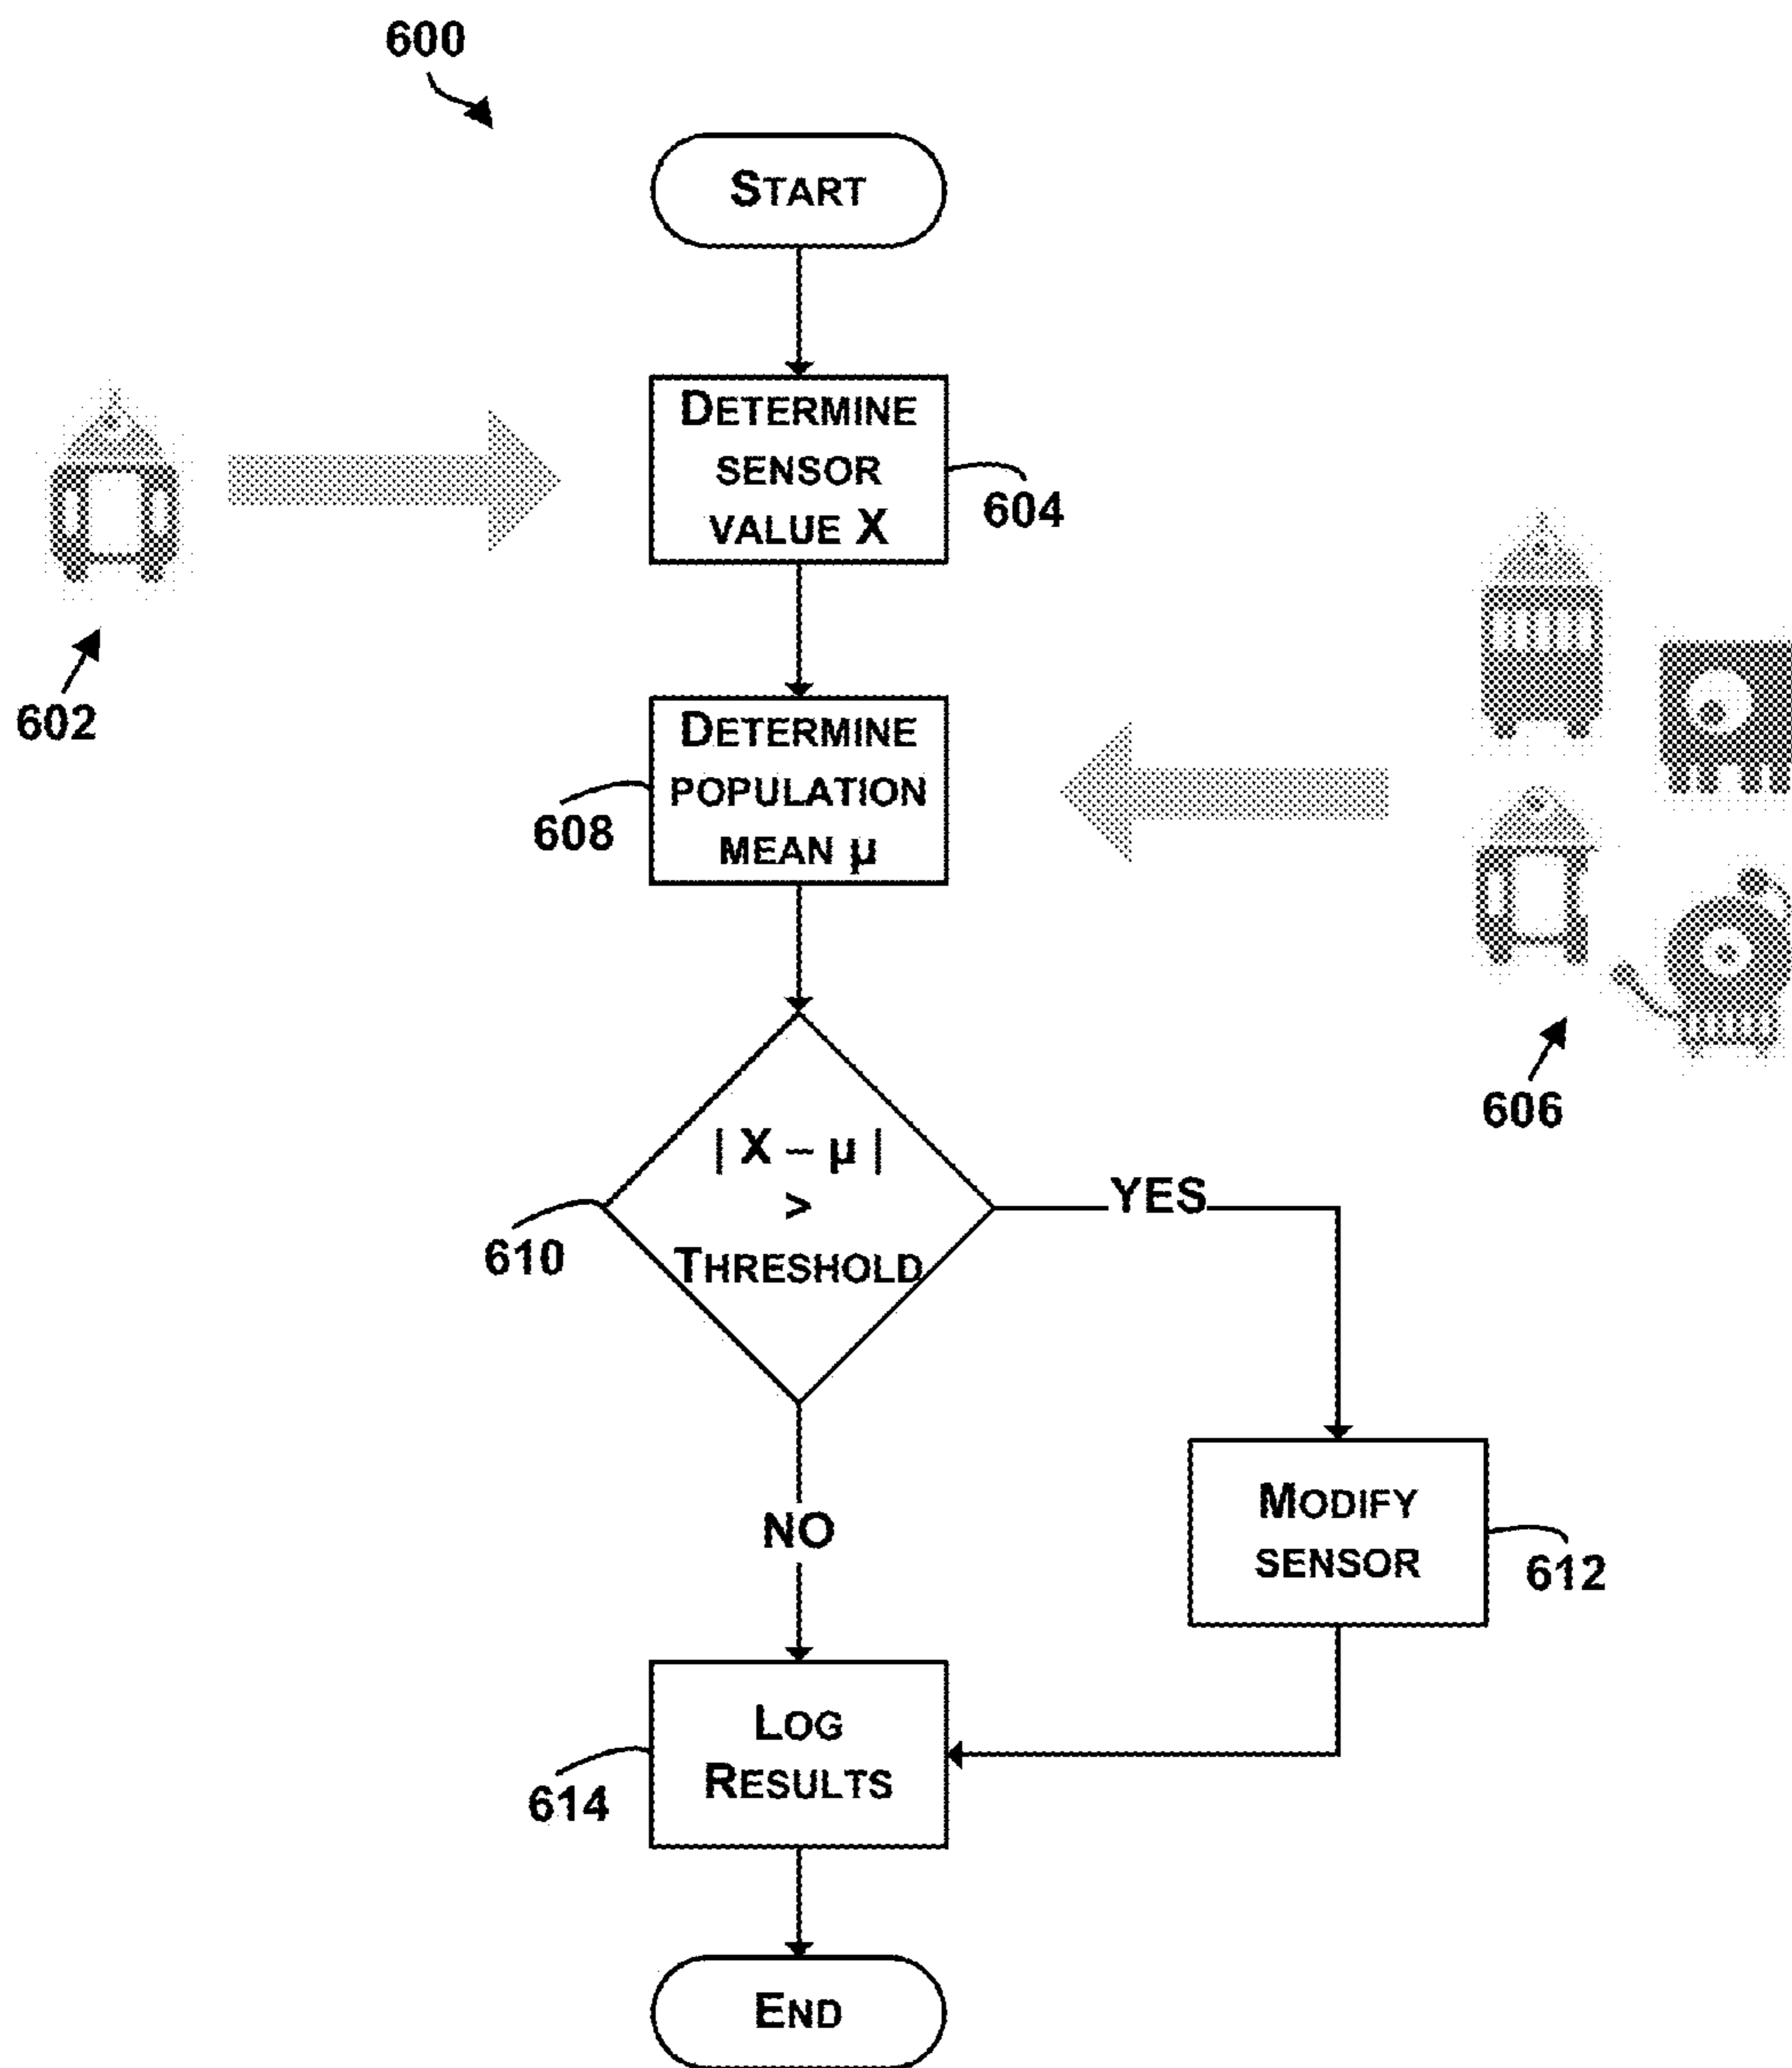 600
START
DETERMINE
SENSOR
VALUE X
604
602
DETERMINE
POPULATION
MEAN μ
608
606
| X – μ |
>
THRESHOLD
610
YES
NO
MODIFY
SENSOR
612
LOG
RESULTS
614
END